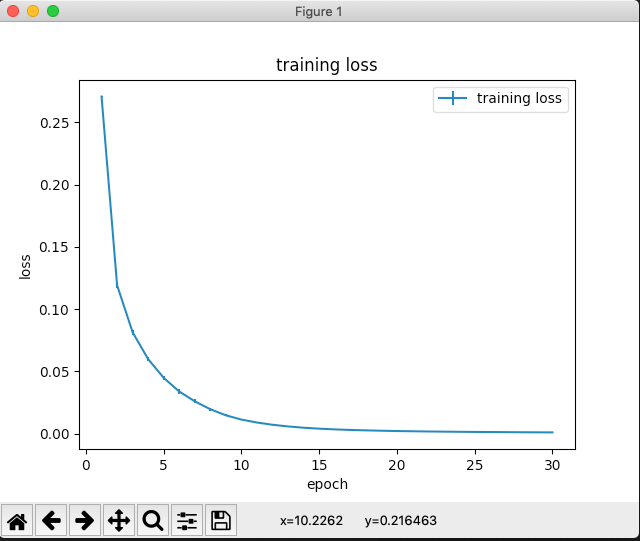 Figure 1
training loss
training loss
0.25
0.20
0.15
0.10
0.05
0.00
loss
0 5 10 15 20 25 30
epoch
x=10.2262 y=0.216463